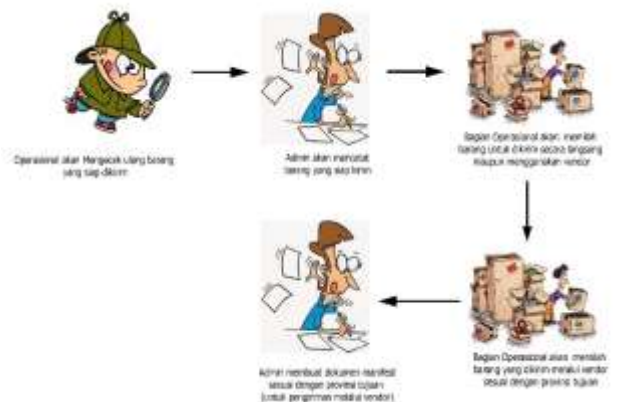 Operasional akan Mengecek ulang barang
yang siap dikirim
Admin akan mencatat
barang yang siap kirim
Bagian Operasional akan memilah
barang untuk dikirim secara langsung
maupun menggunakan vendor
Bagian Operasional akan memilah
barang yang dikirim melalui vendor
sesuai dengan provinsi tujuan
Admin membuat dokumen manifest
sesuai dengan provinsi tujuan
(untuk pengiriman melalui vendor)